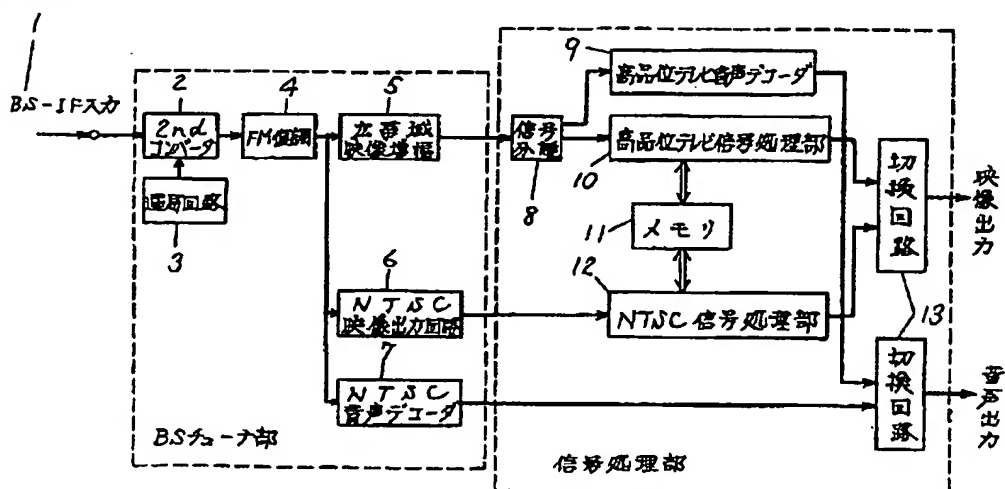 1
BS-IF入力
2
2nd
コンバータ
3
選局回路
4
FM復調
5
広帯域
映像増幅
6
NTSC
映像出力回路
7
NTSC
音声デコーダ
BSチューナ部
8
信号
分離
9
高品位テレビ音声デコーダ
10
高品位テレビ信号処理部
11
メモリ
12
NTSC信号処理部
切換回路
13
切換回路
映像出力
音声出力
信号処理部